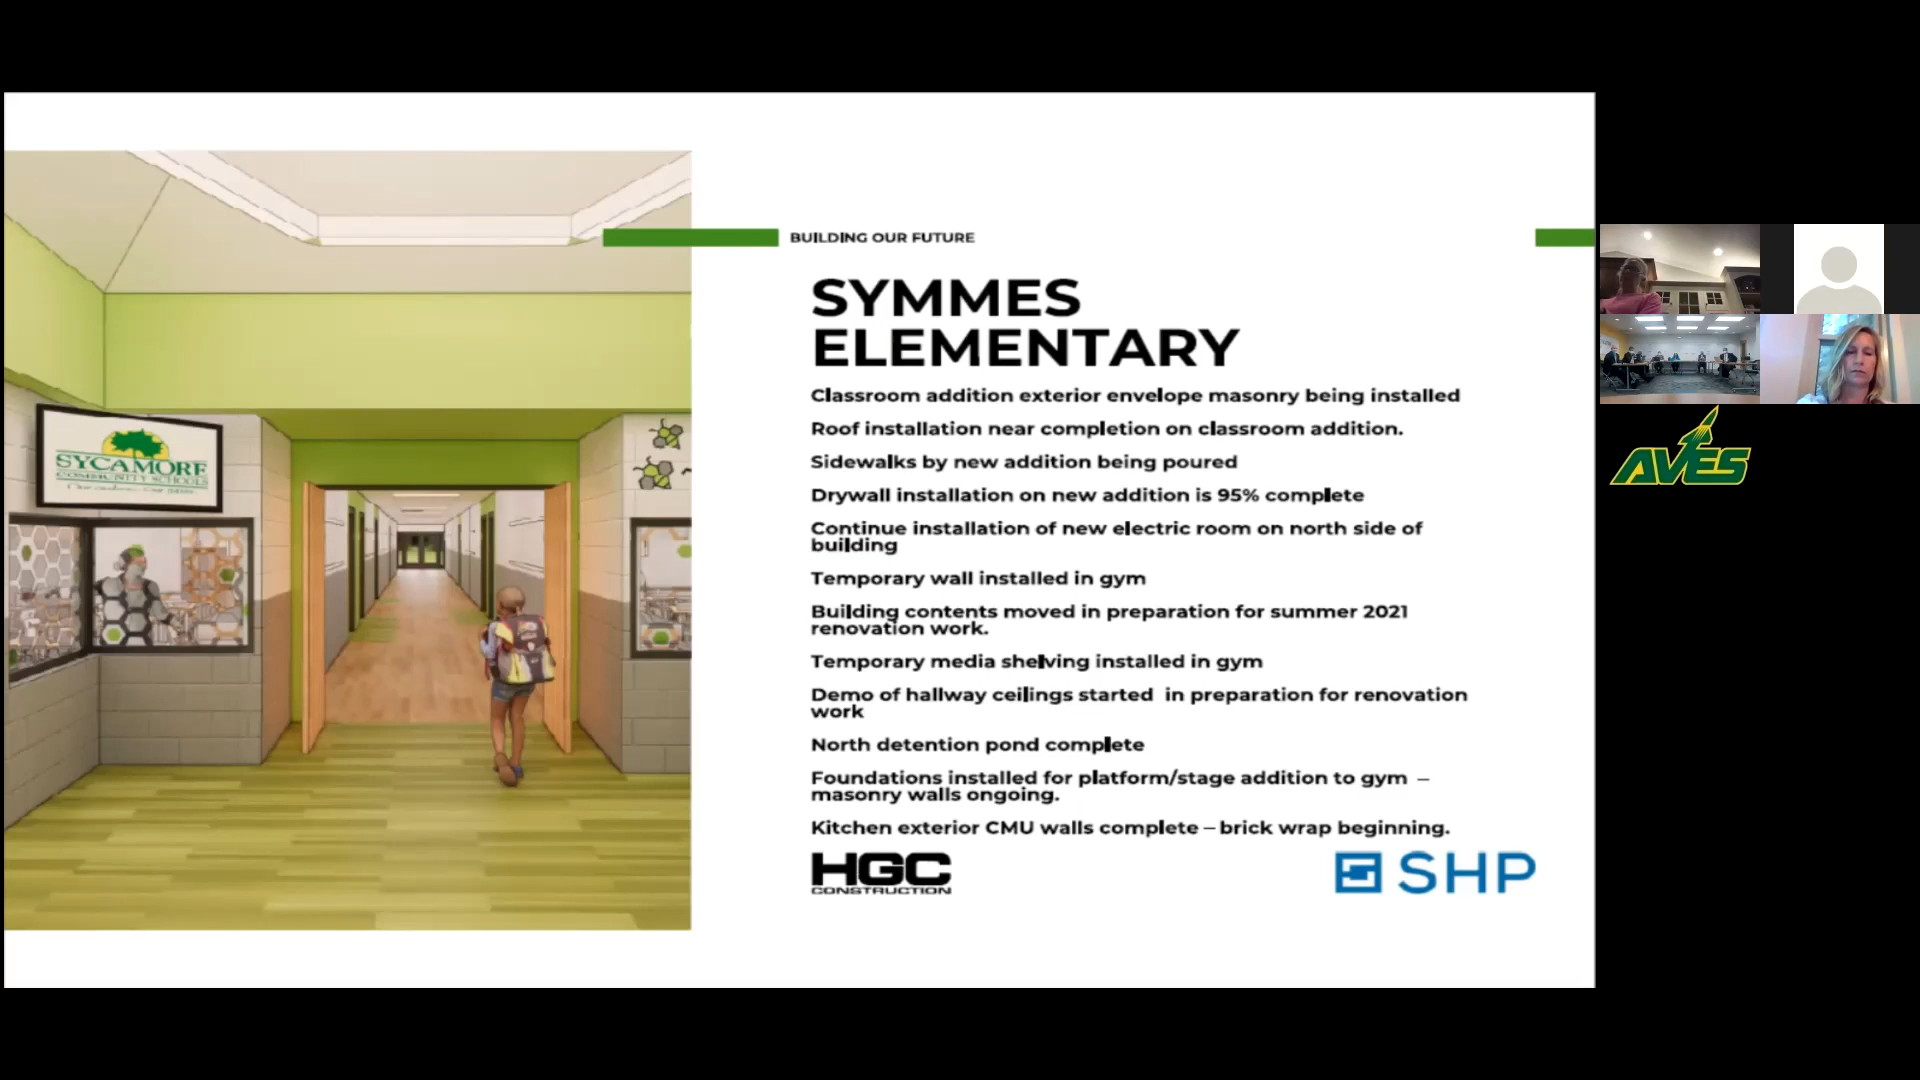 BUILDING OUR FUTURE
SYMMES
ELEMENTARY
Classroom addition exterior envelope masonry being installed
Roof installation near completion on classroom addition.
Sidewalks by new addition being poured
Drywall installation on new addition is 95% complete
Continue installation of new electric room on north side of
building
Temporary wall installed in gym
Building contents moved in preparation for summer 2021
renovation work.
Temporary media shelving installed in gym
Demo of hallway ceilings started  in preparation for renovation
work
North detention pond complete
Foundations installed for platform/stage addition to gym  –
masonry walls ongoing.
Kitchen exterior CMU walls complete – brick wrap beginning.
HGC
CONSTRUCTION
SHP
SYCAMORE
COMMUNITY SCHOOLS
AVES